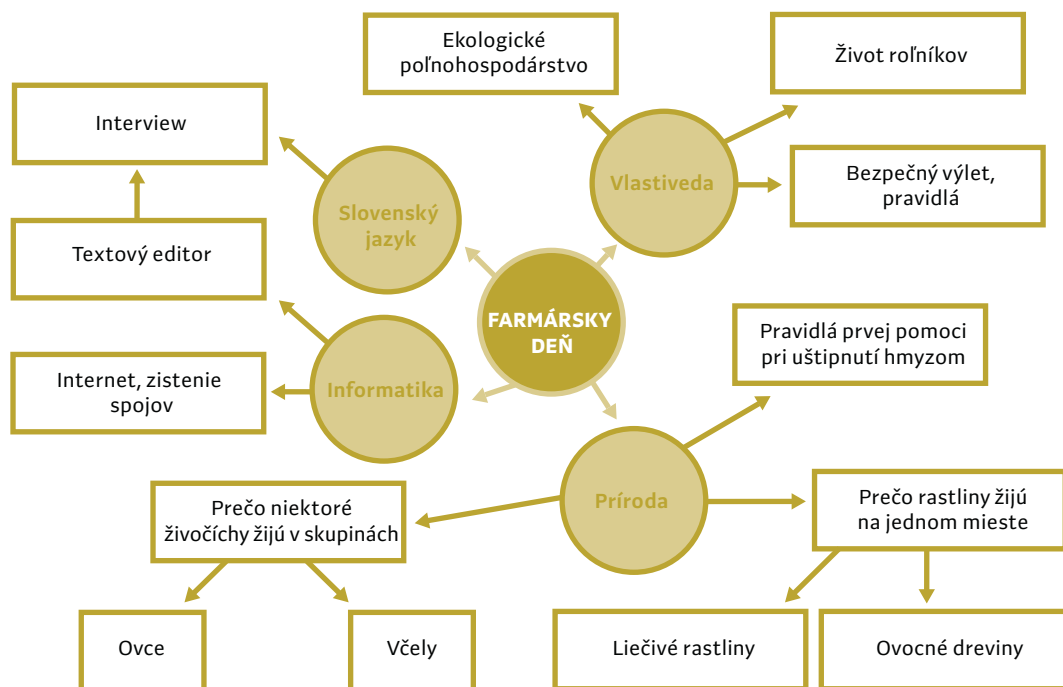 Ekologické
poľnohospodárstvo
Život roľníkov
Interview
Vlastiveda
Bezpečný výlet,
pravidlá
Slovenský
jazyk
Textový editor
FARMÁRSKY
DEŇ
Pravidlá prvej pomoci
pri uštipnutí hmyzom
Internet, zistenie
spojov
Informatika
Prečo niektoré
živočíchy žijú v skupinách
Príroda
Prečo rastliny žijú
na jednom mieste
Ovce
Včely
Liečivé rastliny
Ovocné dreviny